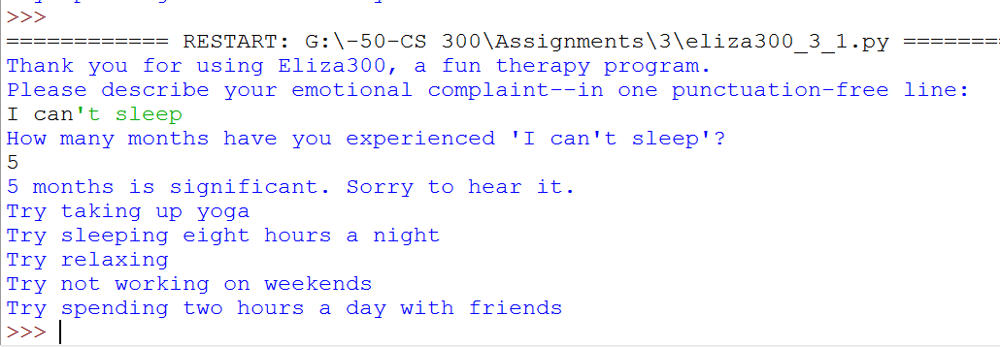 >>>
============ RESTART: G:\-50-CS 300\Assignments\3\eliza300_3_1.py =======
Thank you for using Eliza300, a fun therapy program.
Please describe your emotional complaint--in one punctuation-free line:
I can't sleep
How many months have you experienced 'I can't sleep'?
5
5 months is significant. Sorry to hear it.
Try taking up yoga
Try sleeping eight hours a night
Try relaxing
Try not working on weekends
Try spending two hours a day with friends
>>>